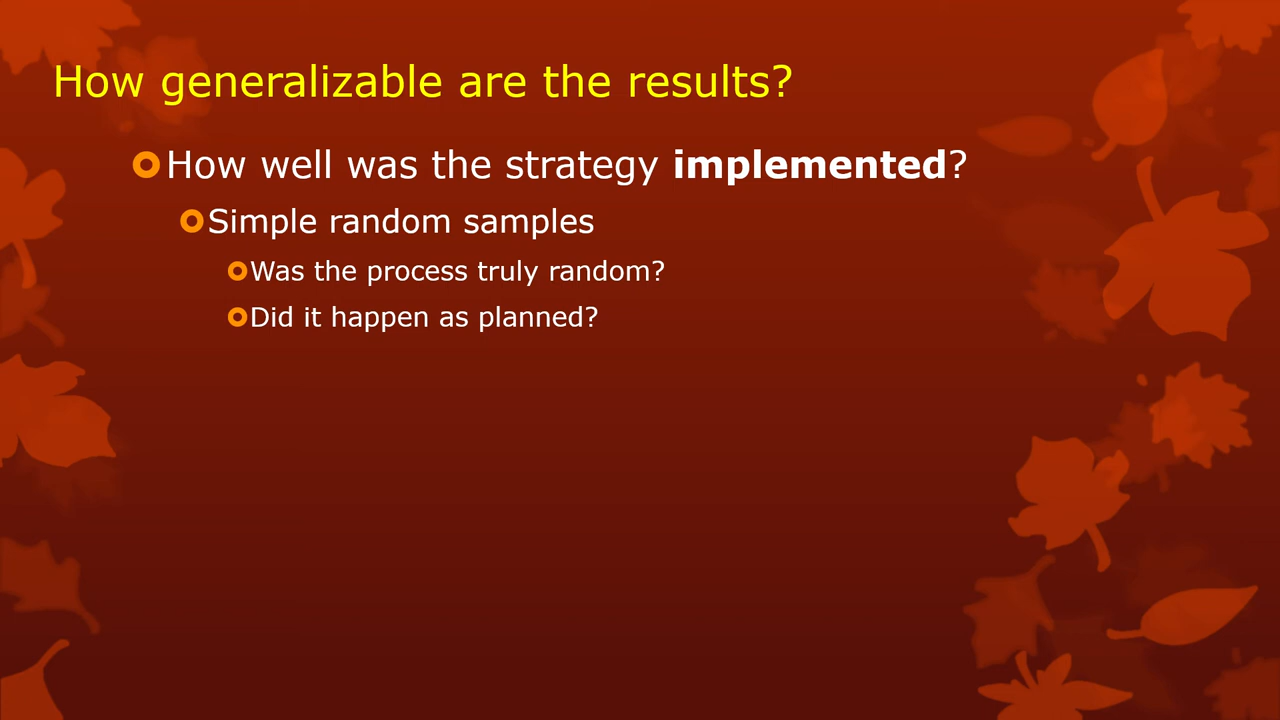 How generalizable are the results?
How well was the strategy implemented?
Simple random samples
Was the process truly random?
Did it happen as planned?